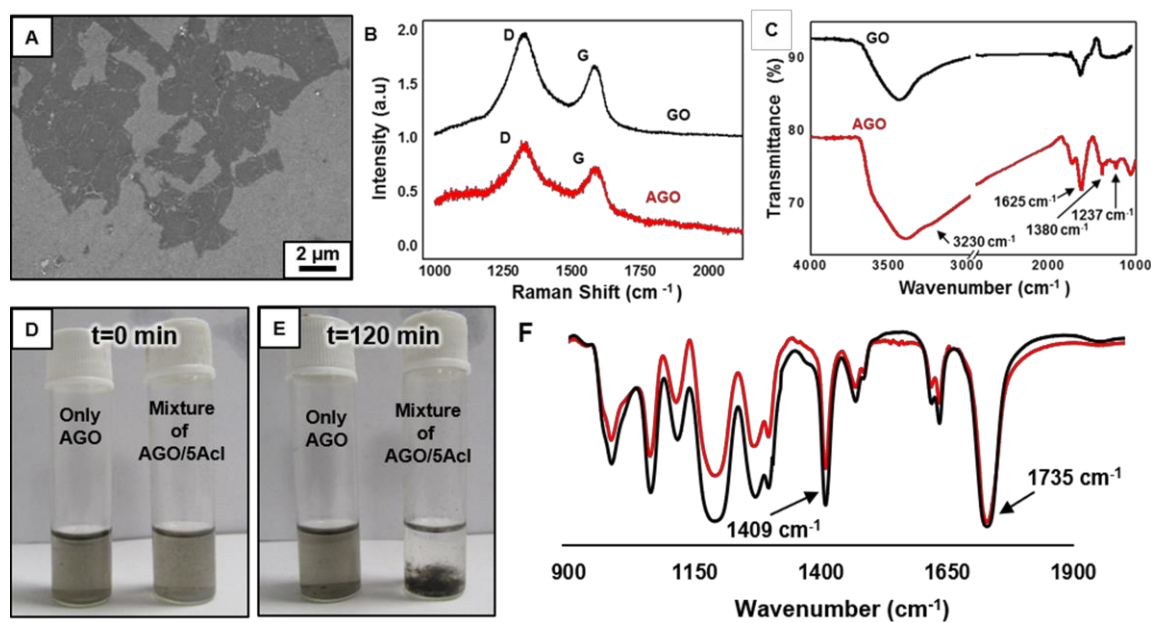 A
2 µm
B
2.0
1.5
1.0
0.5
0.0
Intensity (a.u)
D
G
GO
D
G
AGO
1000 1250 1500 1750 2000
Raman Shift (cm -1)
C
GO
90
80
70
Transmittance (%)
AGO
1625 cm-1
1380 cm-1
1237 cm-1
3230 cm-1
4000 3500 3000 2000 1000
Wavenumber (cm-1)
D
t=0 min
Only
AGO
Mixture
of
AGO/5Acl
E
t=120 min
Only
AGO
Mixture
of
AGO/5Acl
F
1409 cm-1
1735 cm-1
900 1150 1400 1650 1900
Wavenumber (cm-1)